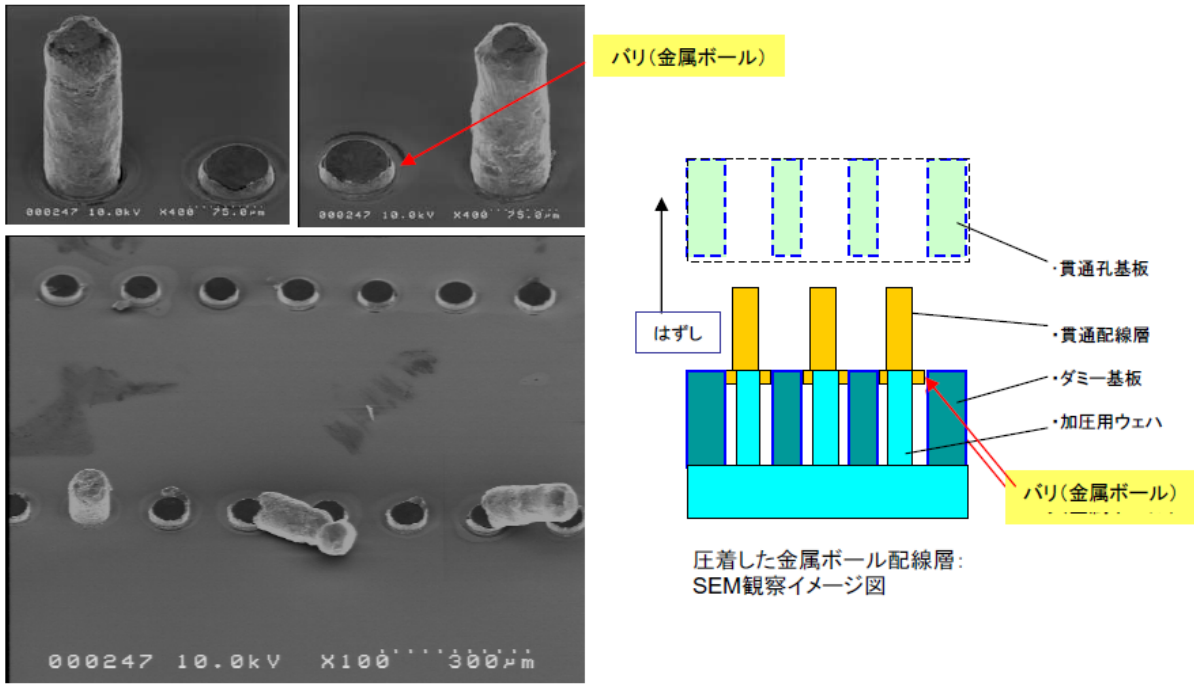 000247 10.0kV X400 75.0μm
000247 10.0kV X400 75.0μm
バリ(金属ボール)
000247 10.0kV X100 300μm
はずし
・貫通孔基板
・貫通配線層
・ダミー基板
・加圧用ウェハ
バリ(金属ボール)
圧着した金属ボール配線層:
SEM観察イメージ図